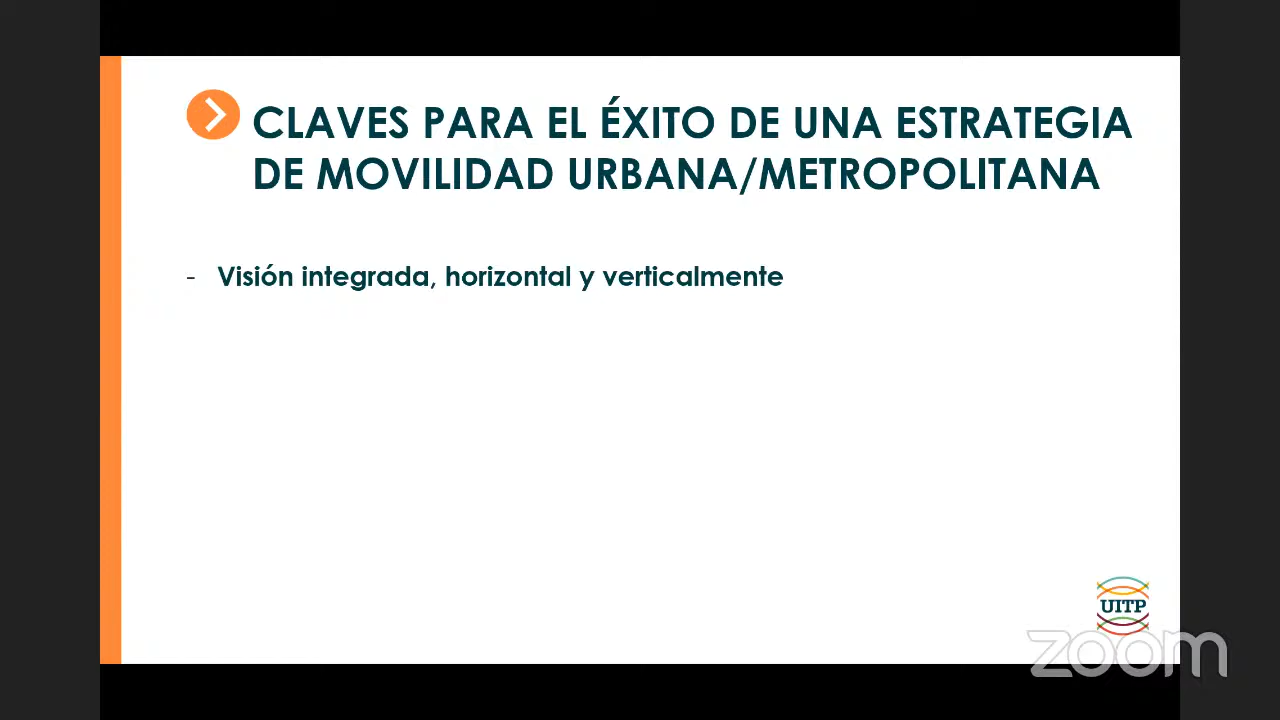 CLAVES PARA EL ÉXITO DE UNA ESTRATEGIA
DE MOVILIDAD URBANA/METROPOLITANA
- Visión integrada, horizontal y verticalmente
UITP
zoom